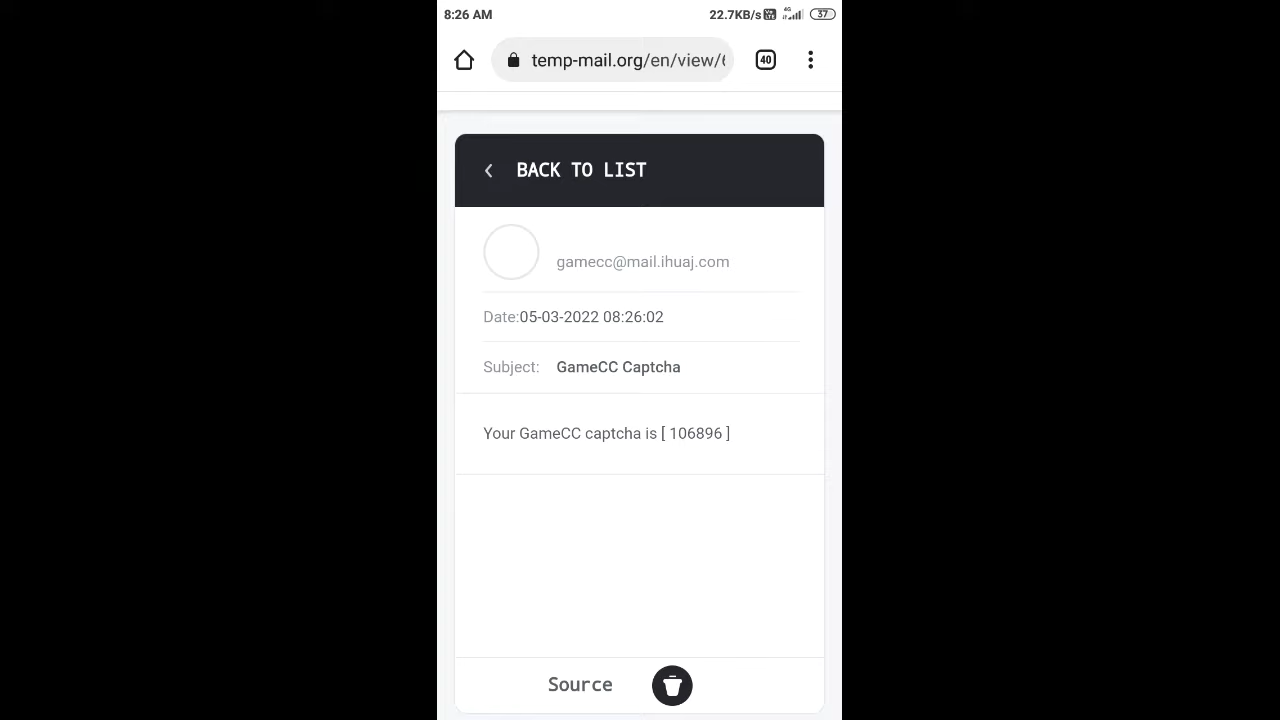 8:26 AM 22.7KB/s 4G 37
temp-mail.org/en/view/ 40
BACK TO LIST
gamecc@mail.ihuaj.com
Date:05-03-2022 08:26:02
Subject: GameCC Captcha
Your GameCC captcha is [ 106896 ]
Source